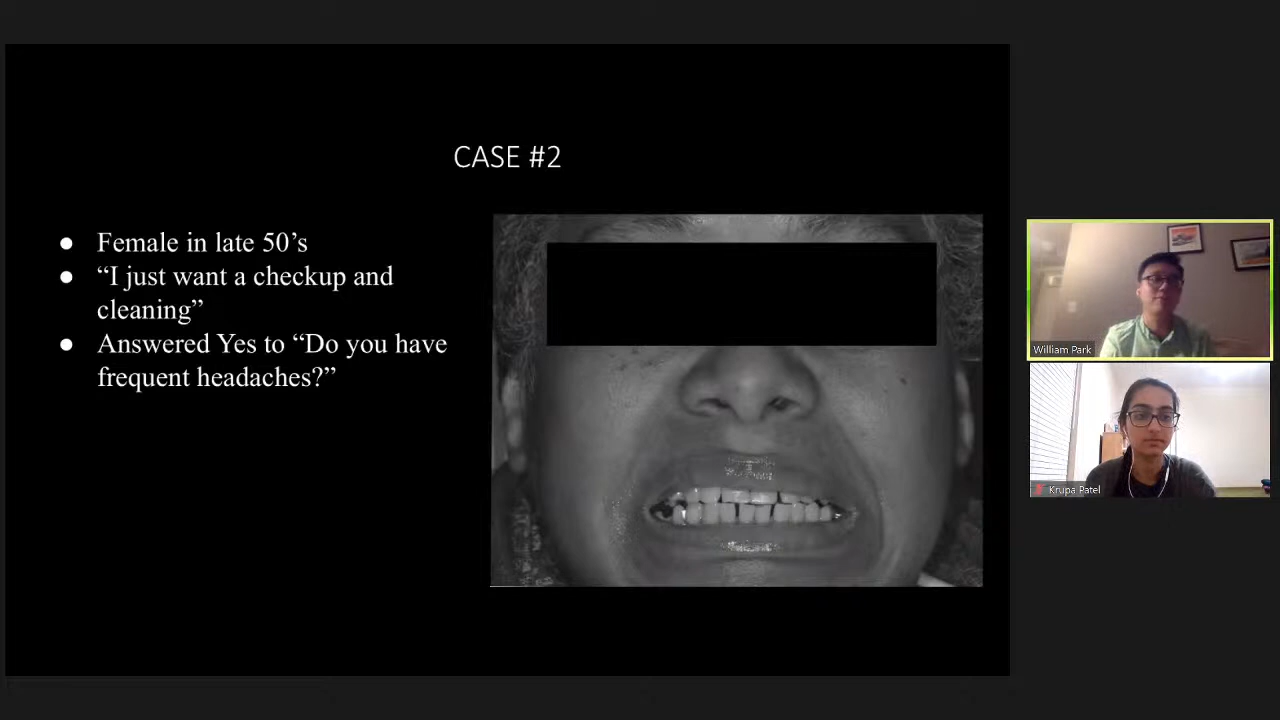 CASE #2
● Female in late 50’s
● “I just want a checkup and
cleaning”
● Answered Yes to “Do you have
frequent headaches?”
William Park
Krupa Patel